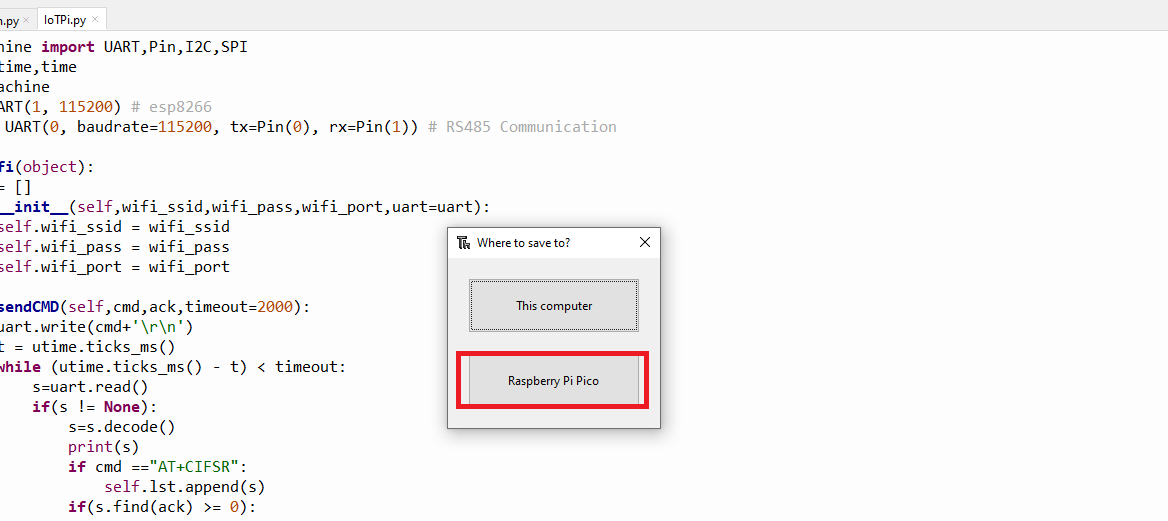 n.py × IoTPi.py ×
hine import UART,Pin,I2C,SPI
time,time
achine
ART(1, 115200) # esp8266
UART(0, baudrate=115200, tx=Pin(0), rx=Pin(1)) # RS485 Communication
fi(object):
= []
__init__(self,wifi_ssid,wifi_pass,wifi_port,uart=uart):
self.wifi_ssid = wifi_ssid
self.wifi_pass = wifi_pass
self.wifi_port = wifi_port
Where to save to?
This computer
Raspberry Pi Pico
sendCMD(self,cmd,ack,timeout=2000):
uart.write(cmd+'\r\n')
t = utime.ticks_ms()
while (utime.ticks_ms() - t) < timeout:
s=uart.read()
if(s != None):
s=s.decode()
print(s)
if cmd =="AT+CIFSR":
self.lst.append(s)
if(s.find(ack) >= 0):